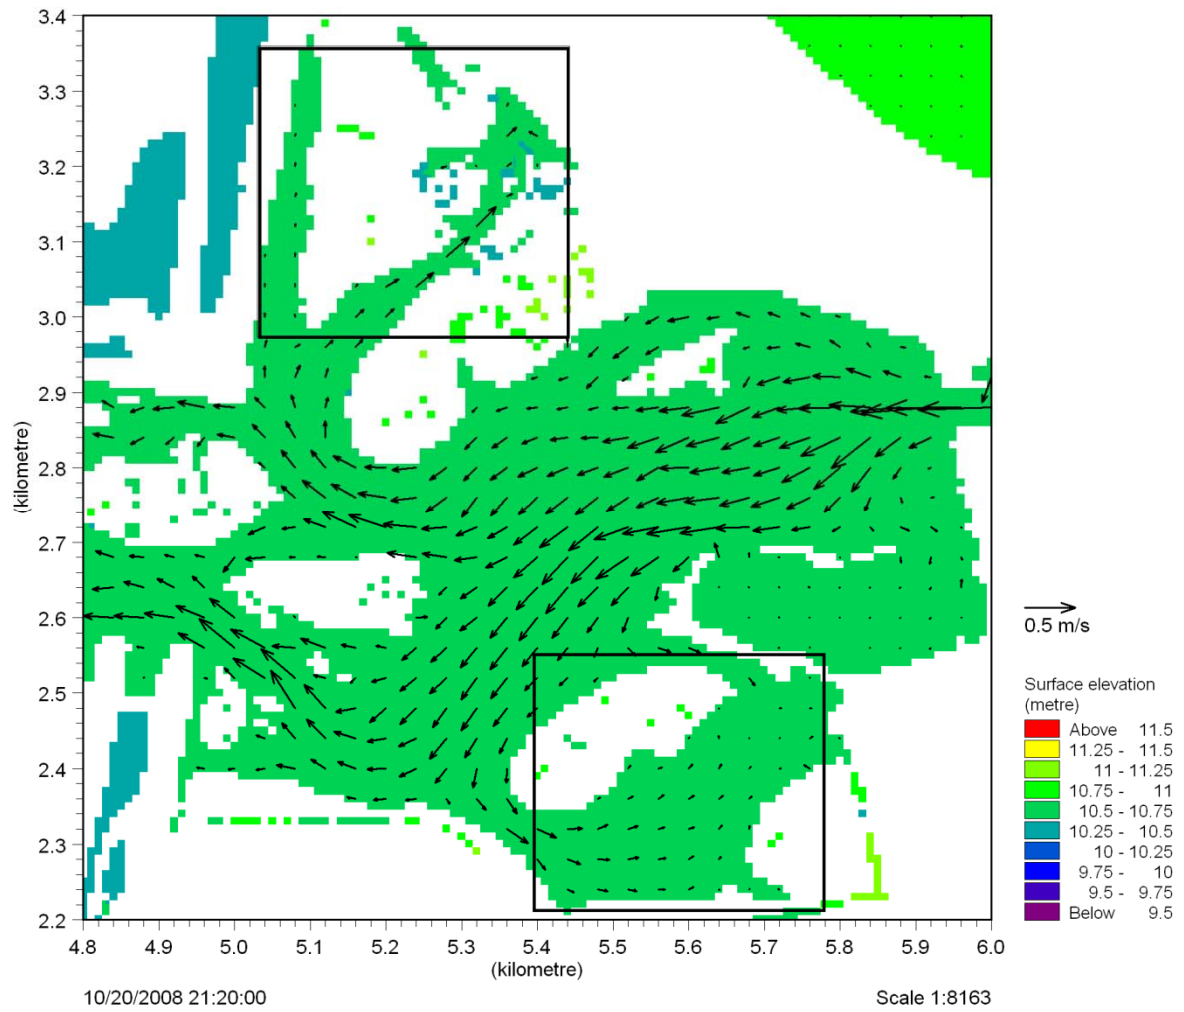 3.4
3.3
3.2
3.1
3.0
2.9
2.8
2.7
2.6
2.5
2.4
2.3
2.2
(kilometre)
4.8 4.9 5.0 5.1 5.2 5.3 5.4 5.5 5.6 5.7 5.8 5.9 6.0
(kilometre)
10/20/2008 21:20:00
Scale 1:8163
0.5 m/s
Surface elevation
(metre)
Above 11.5
11.25 - 11.5
11 - 11.25
10.75 - 11
10.5 - 10.75
10.25 - 10.5
10 - 10.25
9.75 - 10
9.5 - 9.75
Below 9.5